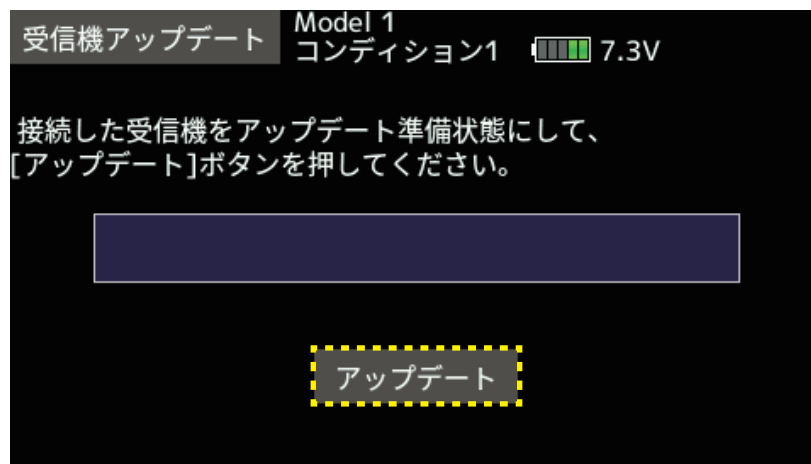 受信機アップデート
Model 1
コンディション1 7.3V
接続した受信機をアップデート準備状態にして、
[アップデート]ボタンを押してください。
アップデート